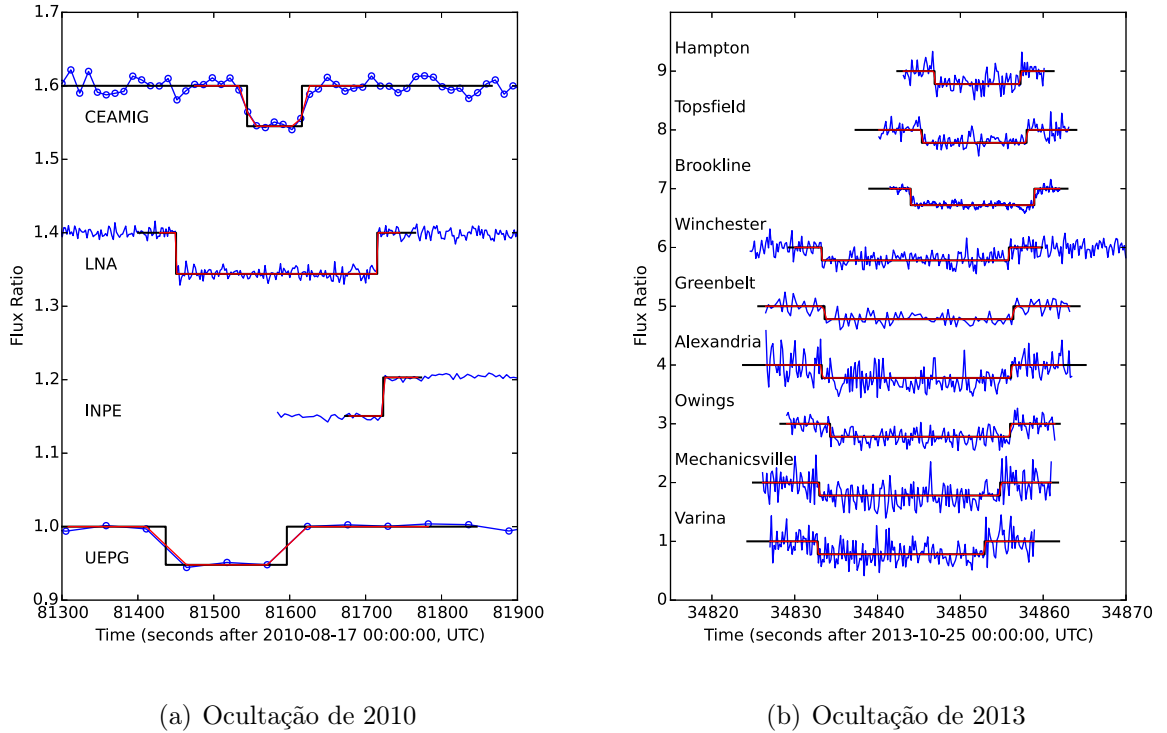 1.7
1.6
1.5
1.4
1.3
1.2
1.1
1.0
0.9
Flux Ratio
CEAMIG
LNA
INPE
UEPG
81300 81400 81500 81600 81700 81800 81900
Time (seconds after 2010-08-17 00:00:00, UTC)
(a) Ocultação de 2010
9
8
7
6
5
4
3
2
1
Flux Ratio
Hampton
Topsfield
Brookline
Winchester
Greenbelt
Alexandria
Owings
Mechanicsville
Varina
34820 34830 34840 34850 34860 34870
Time (seconds after 2013-10-25 00:00:00, UTC)
(b) Ocultação de 2013